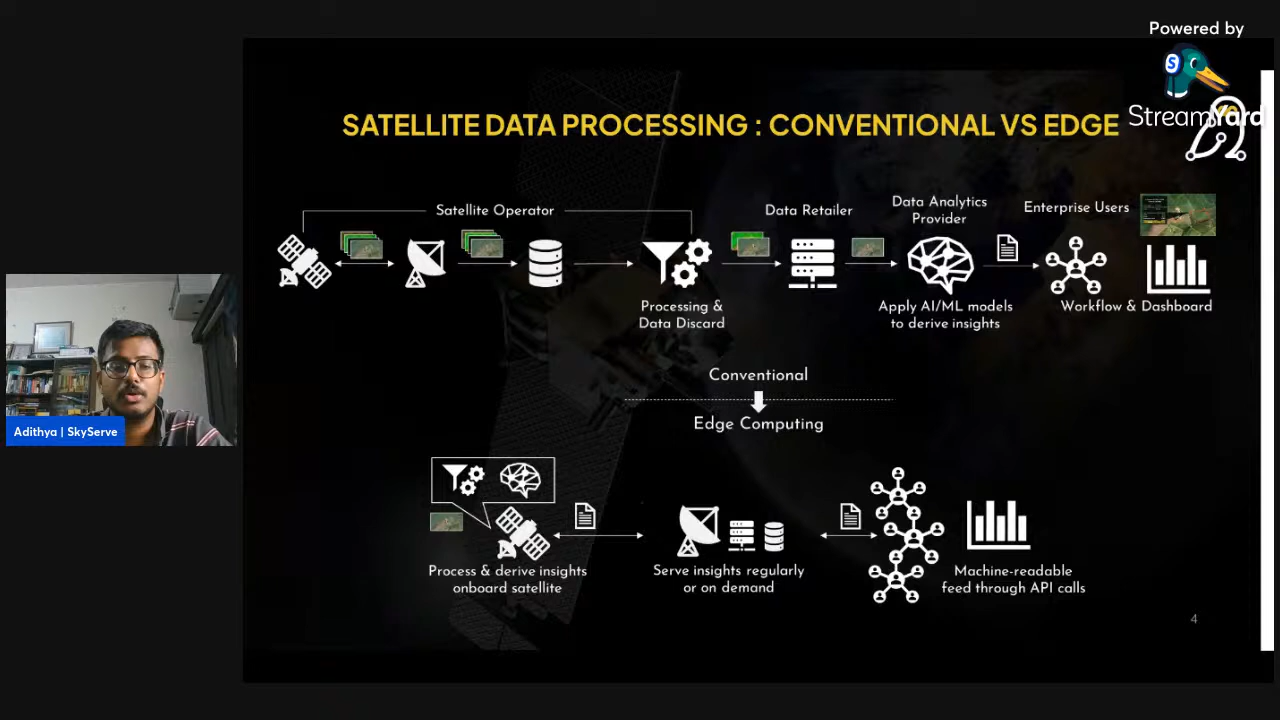 Powered by
StreamYard
SATELLITE DATA PROCESSING : CONVENTIONAL VS EDGE
Satellite Operator
Data Retailer
Data Analytics
Provider
Enterprise Users
Processing &
Data Discard
Apply AI/ML models
to derive insights
Workflow & Dashboard
Conventional
Edge Computing
Adithya | SkyServe
Process & derive insights
onboard satellite
Serve insights regularly
or on demand
Machine-readable
feed through API calls
4